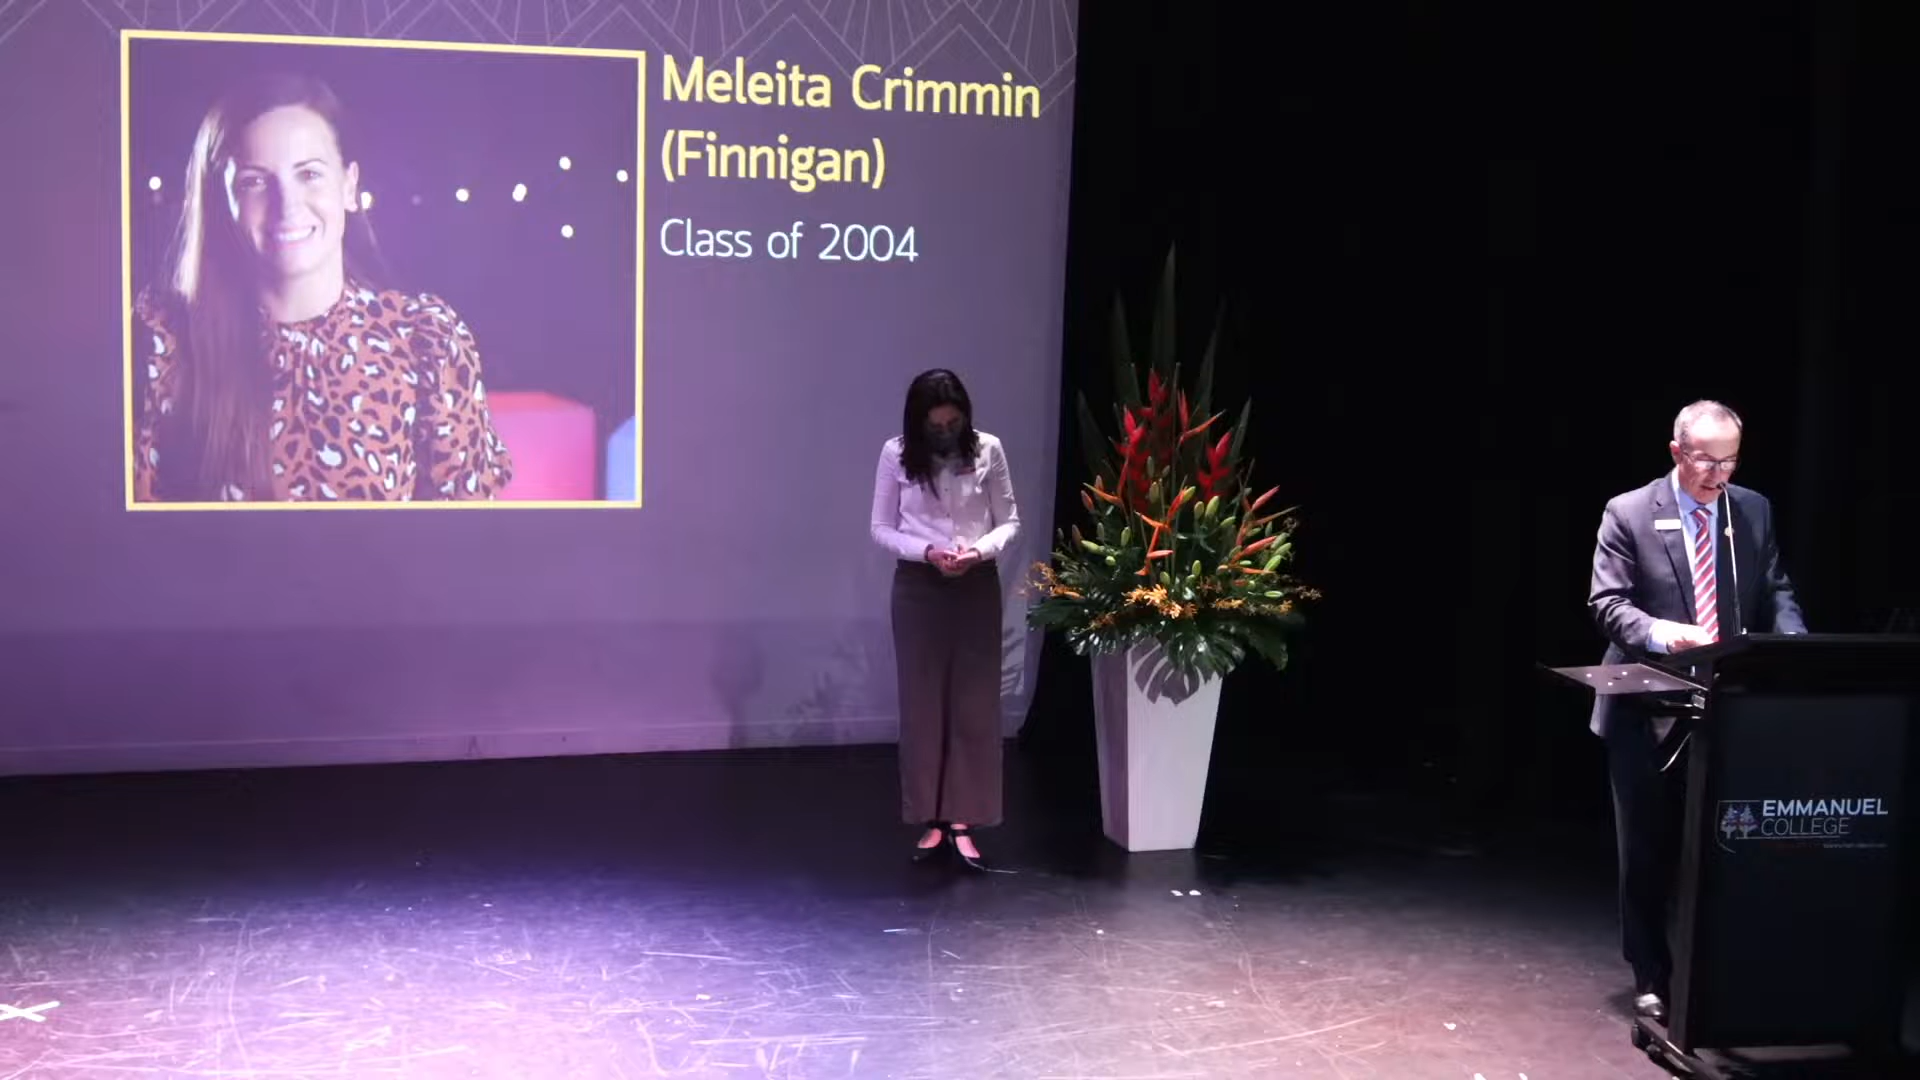 Meleita Crimmin
(Finnigan)
Class of 2004
EMMANUEL
COLLEGE